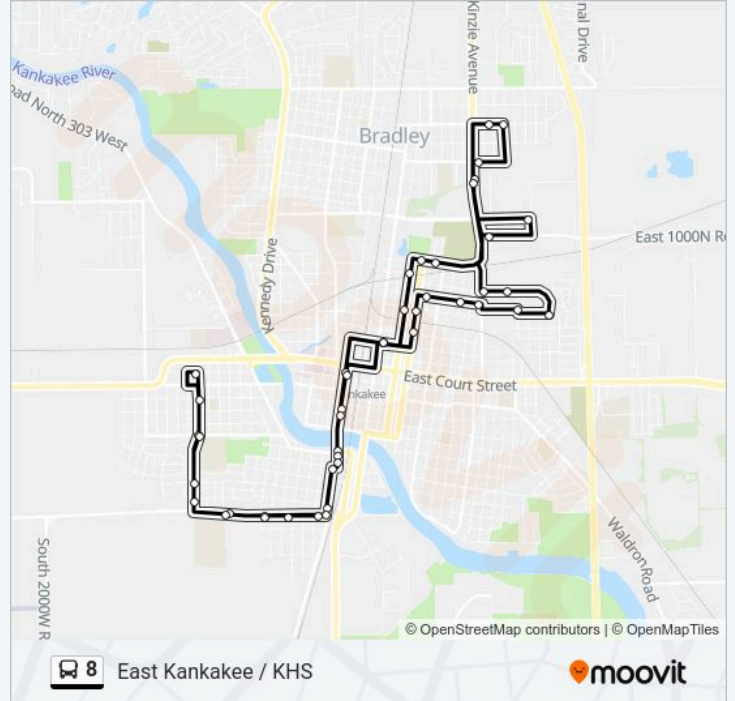 Kinzie Avenue
nal Drive
Kankakee River
oad North 303 West
Bradley
East 1000N R
Kennedy Drive
East Court Street
nkakee
South 2000W R
Waldron Road
© OpenStreetMap contributors | © OpenMapTiles
8 East Kankakee / KHS
moovit